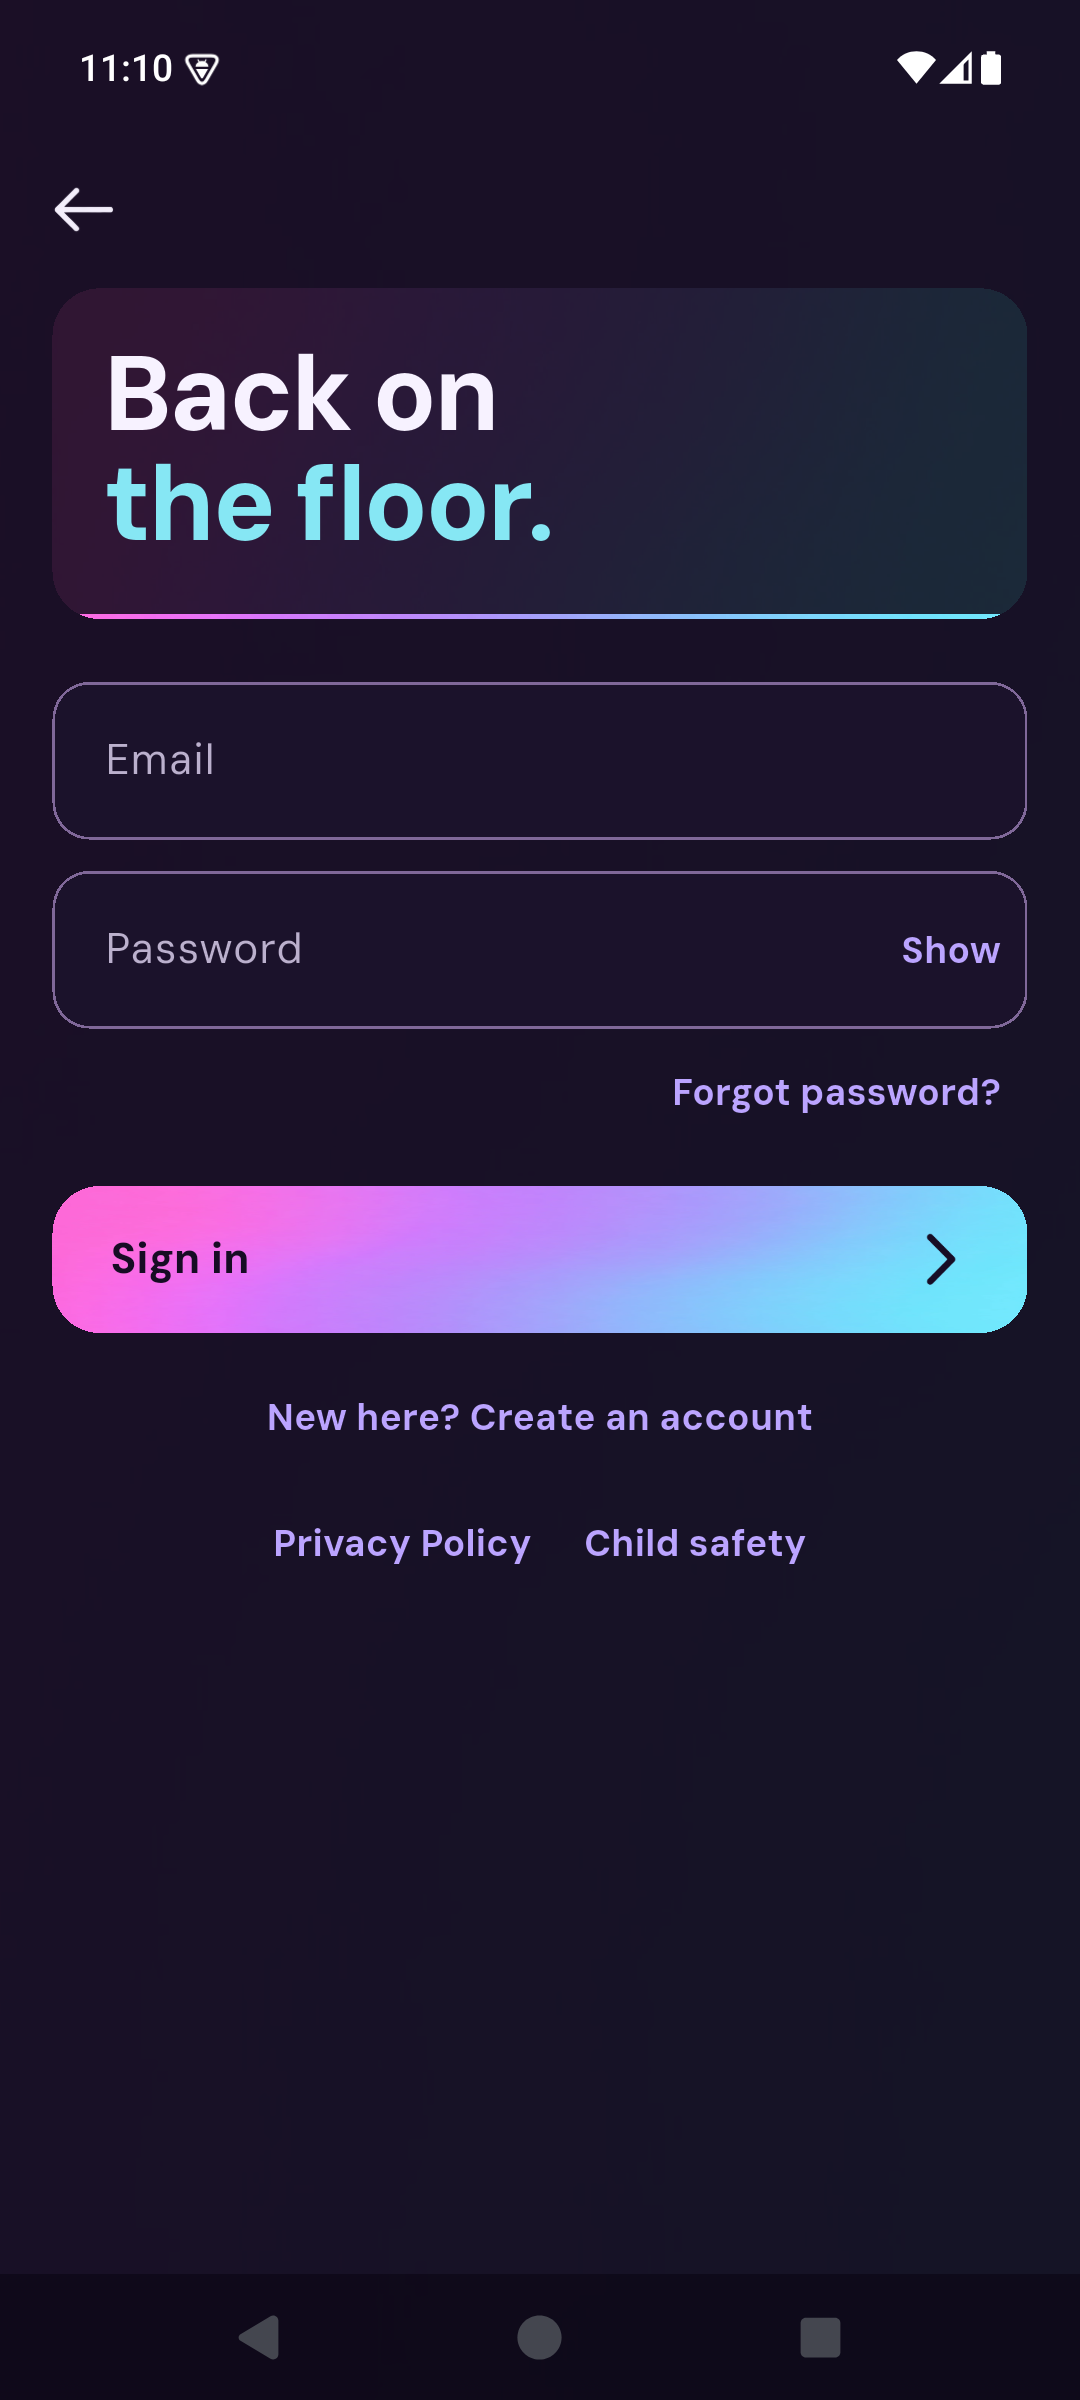 11:10
Back on
the floor.
Email
Password
Show
Forgot password?
Sign in
New here? Create an account
Privacy Policy
Child safety